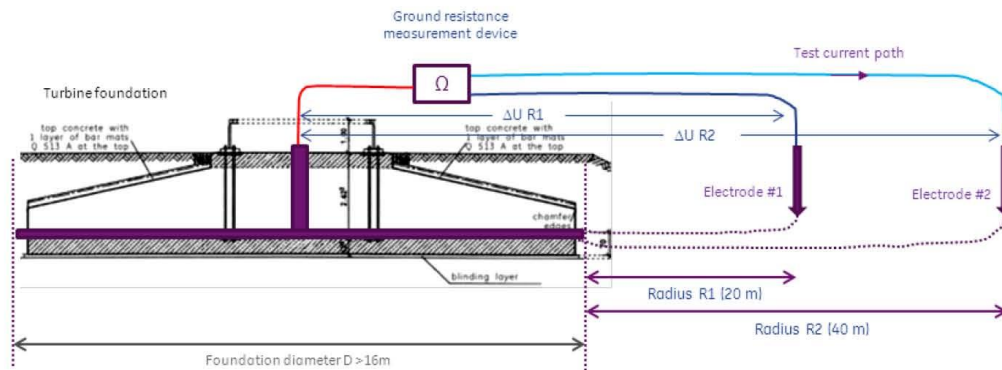 Ground resistance
measurement device
Test current path
Ω
Turbine foundation
ΔU R1
top concrete with
1 layer of bar mats
Q 513 A at the top
top concrete with
1 layer of bar mats
Q 513 A at the top
ΔU R2
Electrode #1
Electrode #2
chamfer
edges
blinding layer
Radius R1 (20 m)
Radius R2 (40 m)
Foundation diameter D >16m